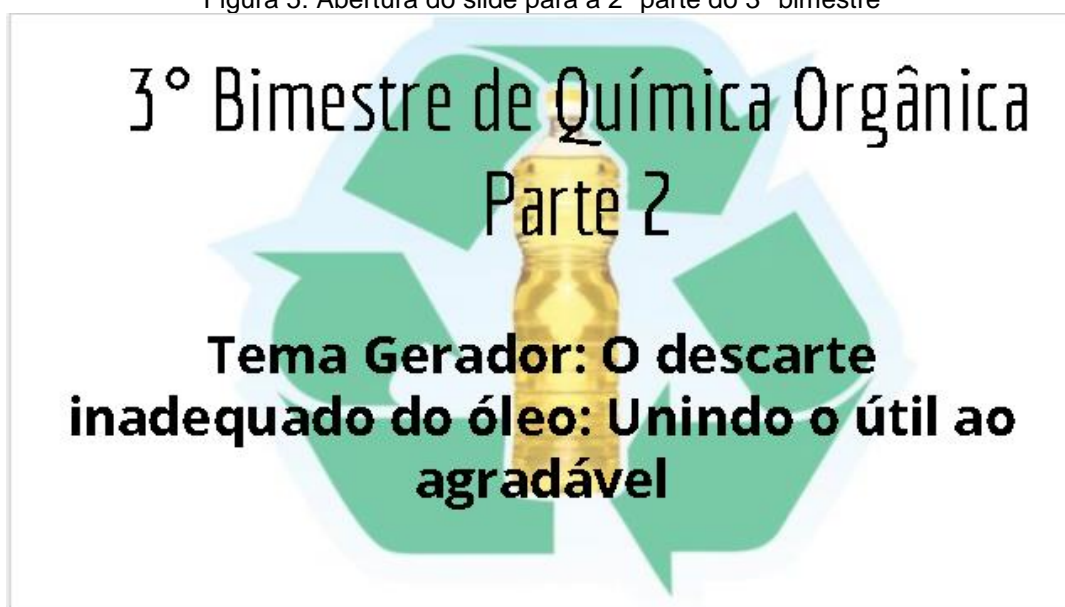 Figura 5: Abertura do slide para a 2ª parte do 3º bimestre
3° Bimestre de Química Orgânica
Parte 2
Tema Gerador: O descarte
inadequado do óleo: Unindo o útil ao
agradável